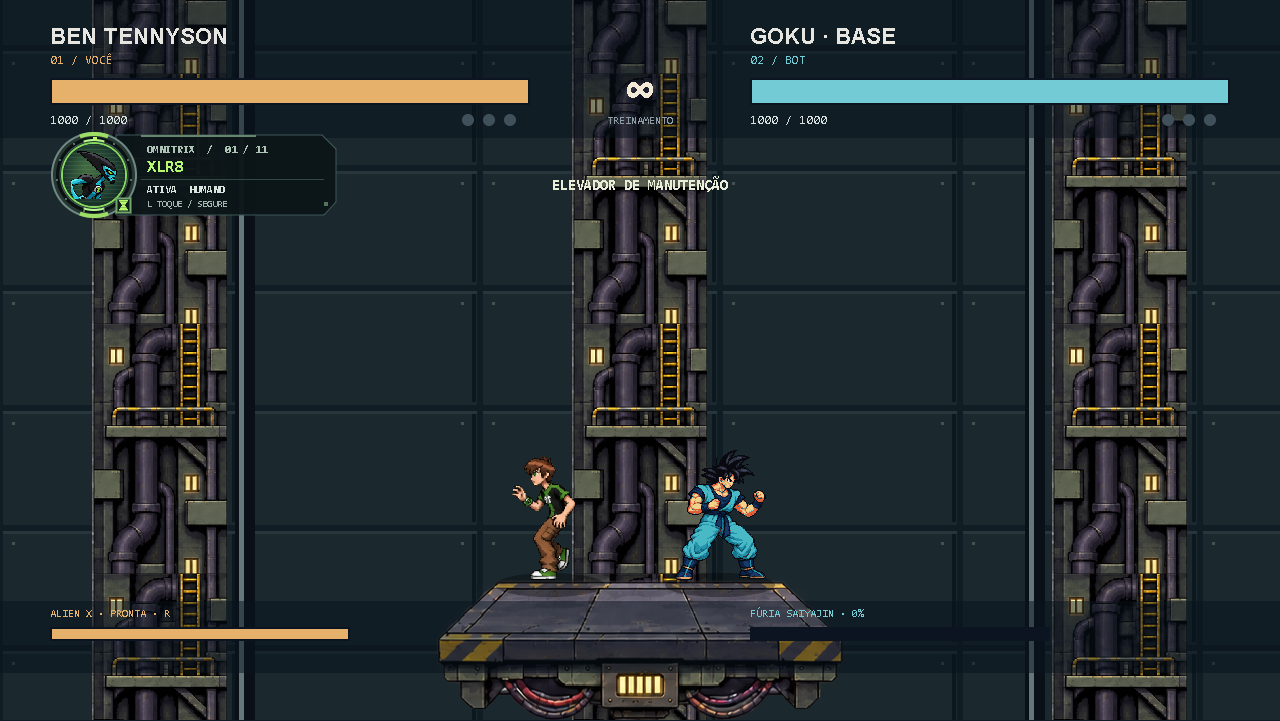 BEN TENNYSON
01 / VOCÊ
1000 / 1000
OMNITRIX / 01 / 11
XLR8
ATIVA HUMANO
L TOQUE / SEGURE
∞
TREINAMENTO
ELEVADOR DE MANUTENÇÃO
GOKU · BASE
02 / BOT
1000 / 1000
ALIEN X · PRONTA · R
FÚRIA SAIYAJIN · 0%